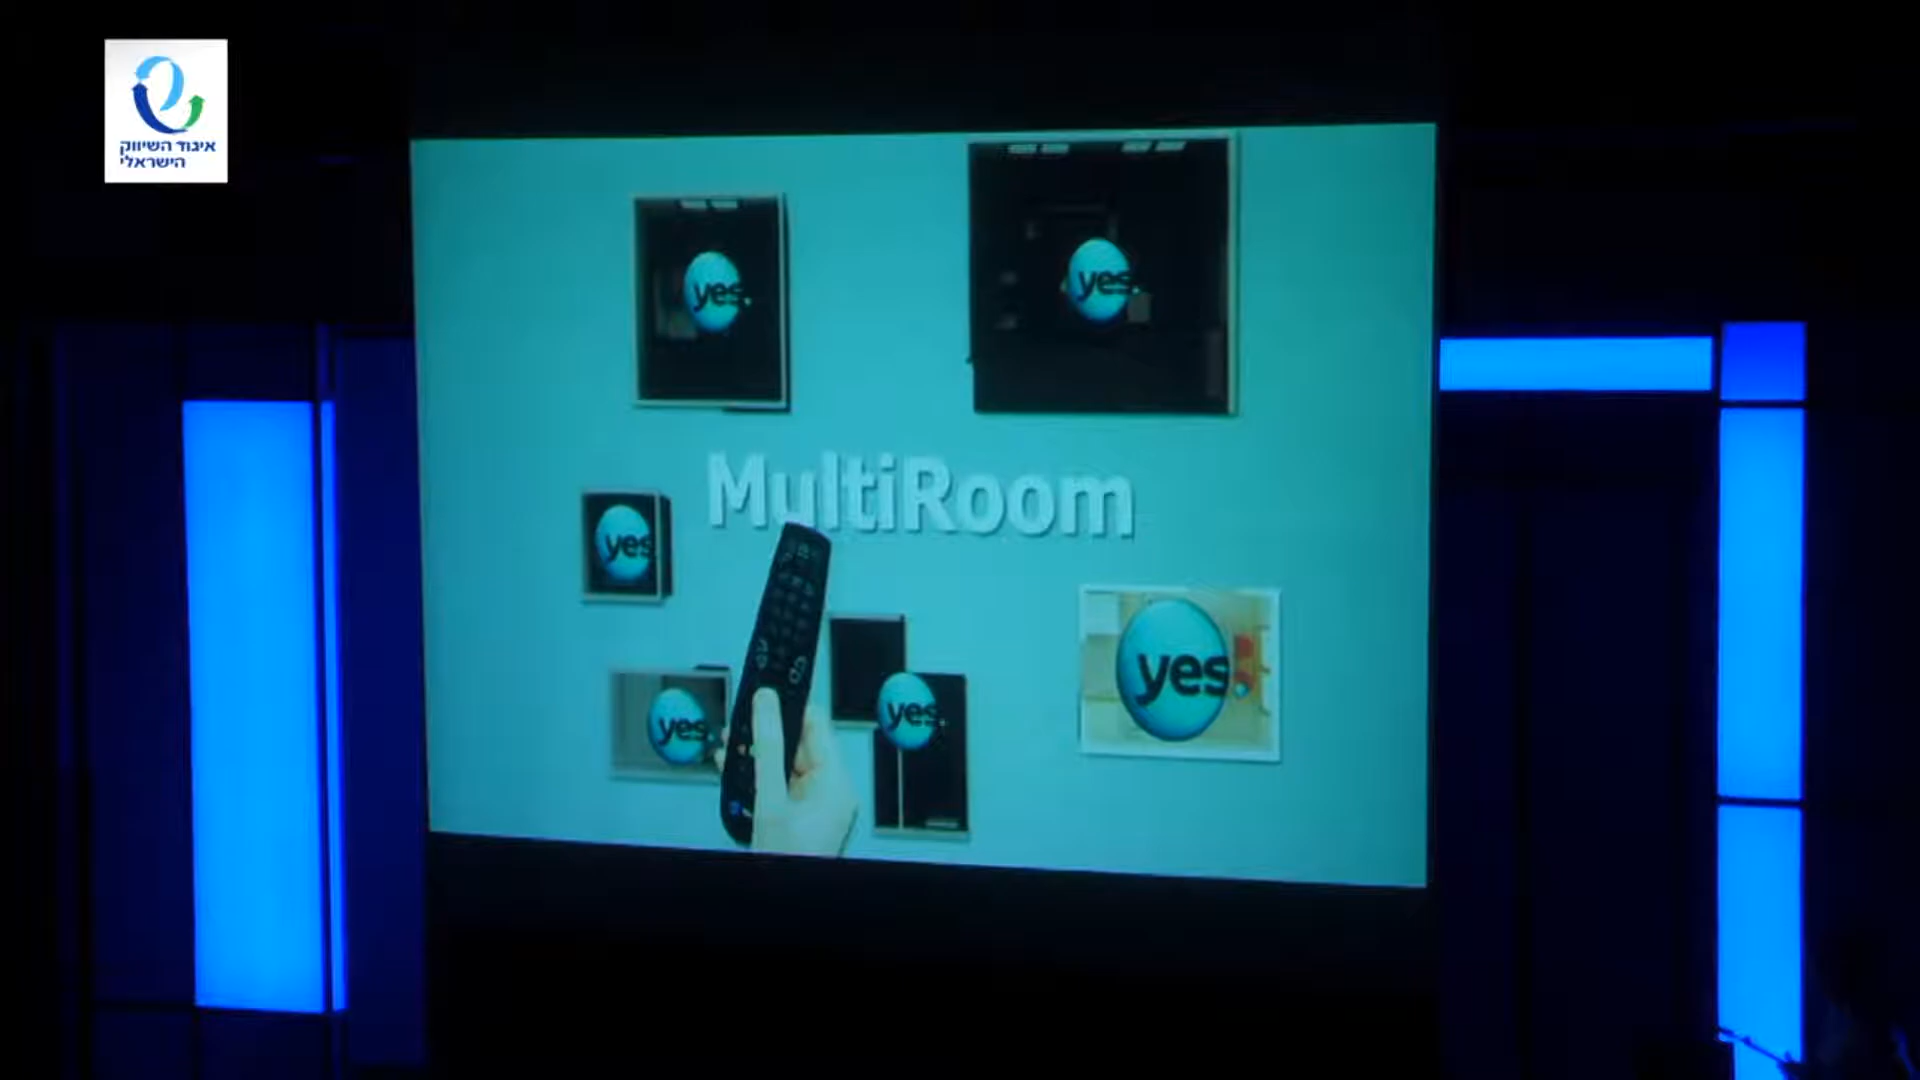 איגוד השיווק
הישראלי
yes
yes
MultiRoom
yes
yes
yes
yes